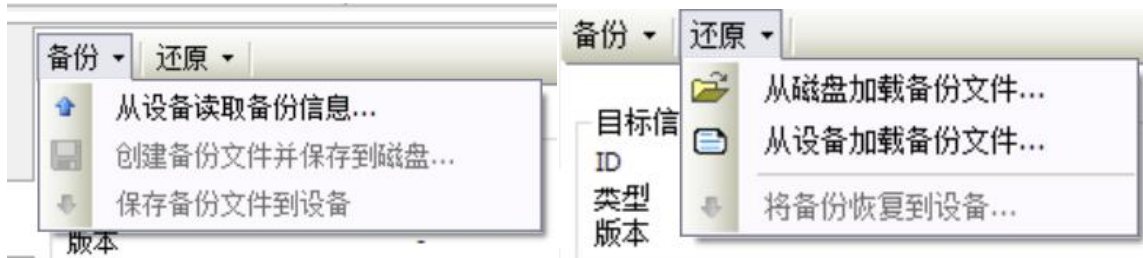 备份 还原
从设备读取备份信息...
创建备份文件并保存到磁盘...
保存备份文件到设备
版本 -
备份 还原
从磁盘加载备份文件...
从设备加载备份文件...
将备份恢复到设备...
目标信
ID
类型
版本